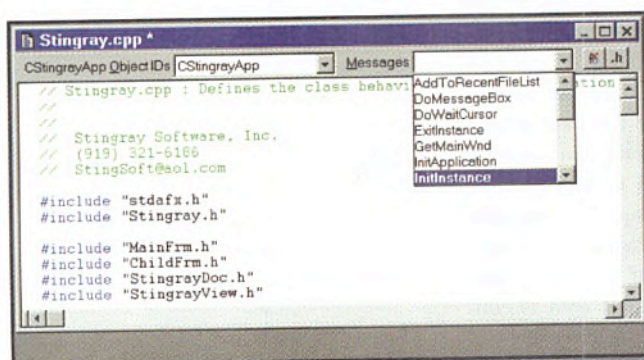 Stingray.cpp *
CStingrayApp Object IDs CStingrayApp Messages .h
AddToRecentFileList
DoMessageBox
DoWaitCursor
ExitInstance
GetMainWnd
InitApplication
InitInstance
// Stingray.cpp : Defines the class behavi ation
//
//
// Stingray Software, Inc.
// (919) 321-6186
// StingSoft@aol.com
#include "stdafx.h"
#include "Stingray.h"
#include "MainFrm.h"
#include "ChildFrm.h"
#include "StingrayDoc.h"
#include "StingrayView.h"